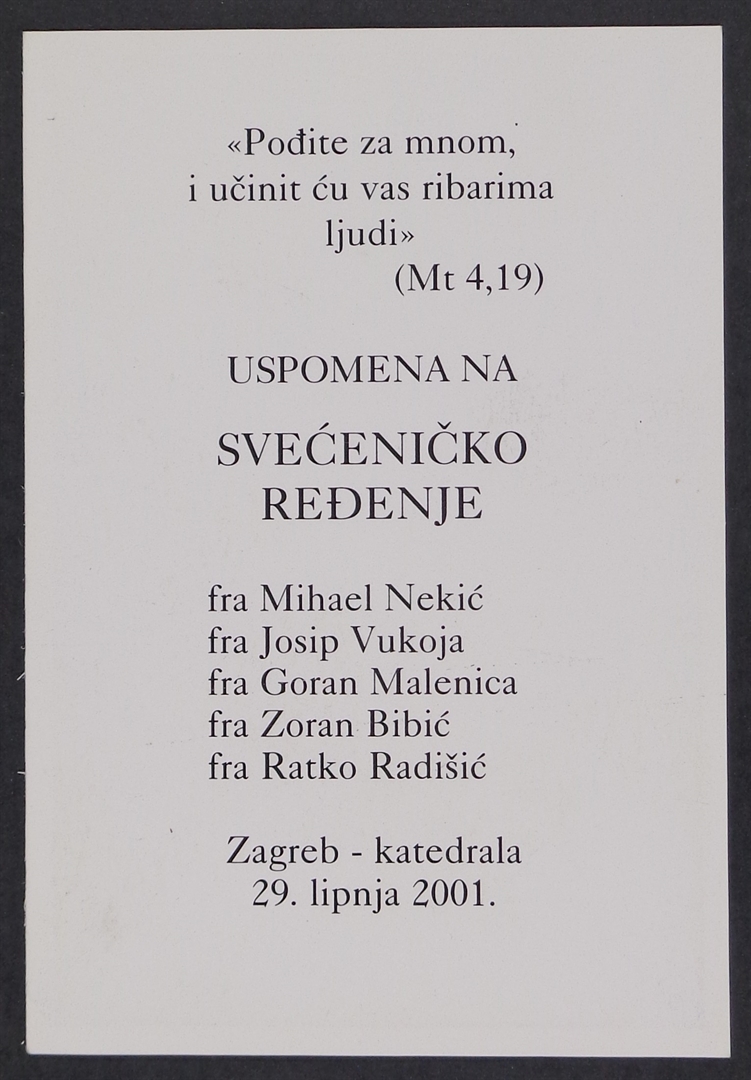 «Pođite za mnom,
i učinit ću vas ribarima
ljudi»
(Mt 4,19)
USPOMENA NA
SVEĆENIČKO
REĐENJE
fra Mihael Nekić
fra Josip Vukoja
fra Goran Malenica
fra Zoran Bibić
fra Ratko Radišić
Zagreb - katedrala
29. lipnja 2001.